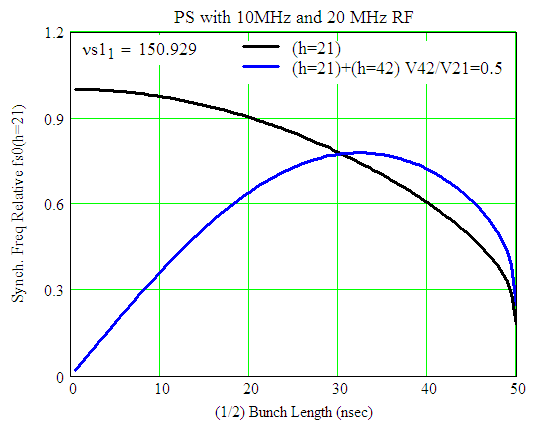 PS with 10MHz and 20 MHz RF
1.2
νs1₁ = 150.929
(h=21)
(h=21)+(h=42) V42/V21=0.5
0.9
0.6
0.3
0
Synch. Freq Relative fs0(h=21)
0 10 20 30 40 50
(1/2) Bunch Length (nsec)